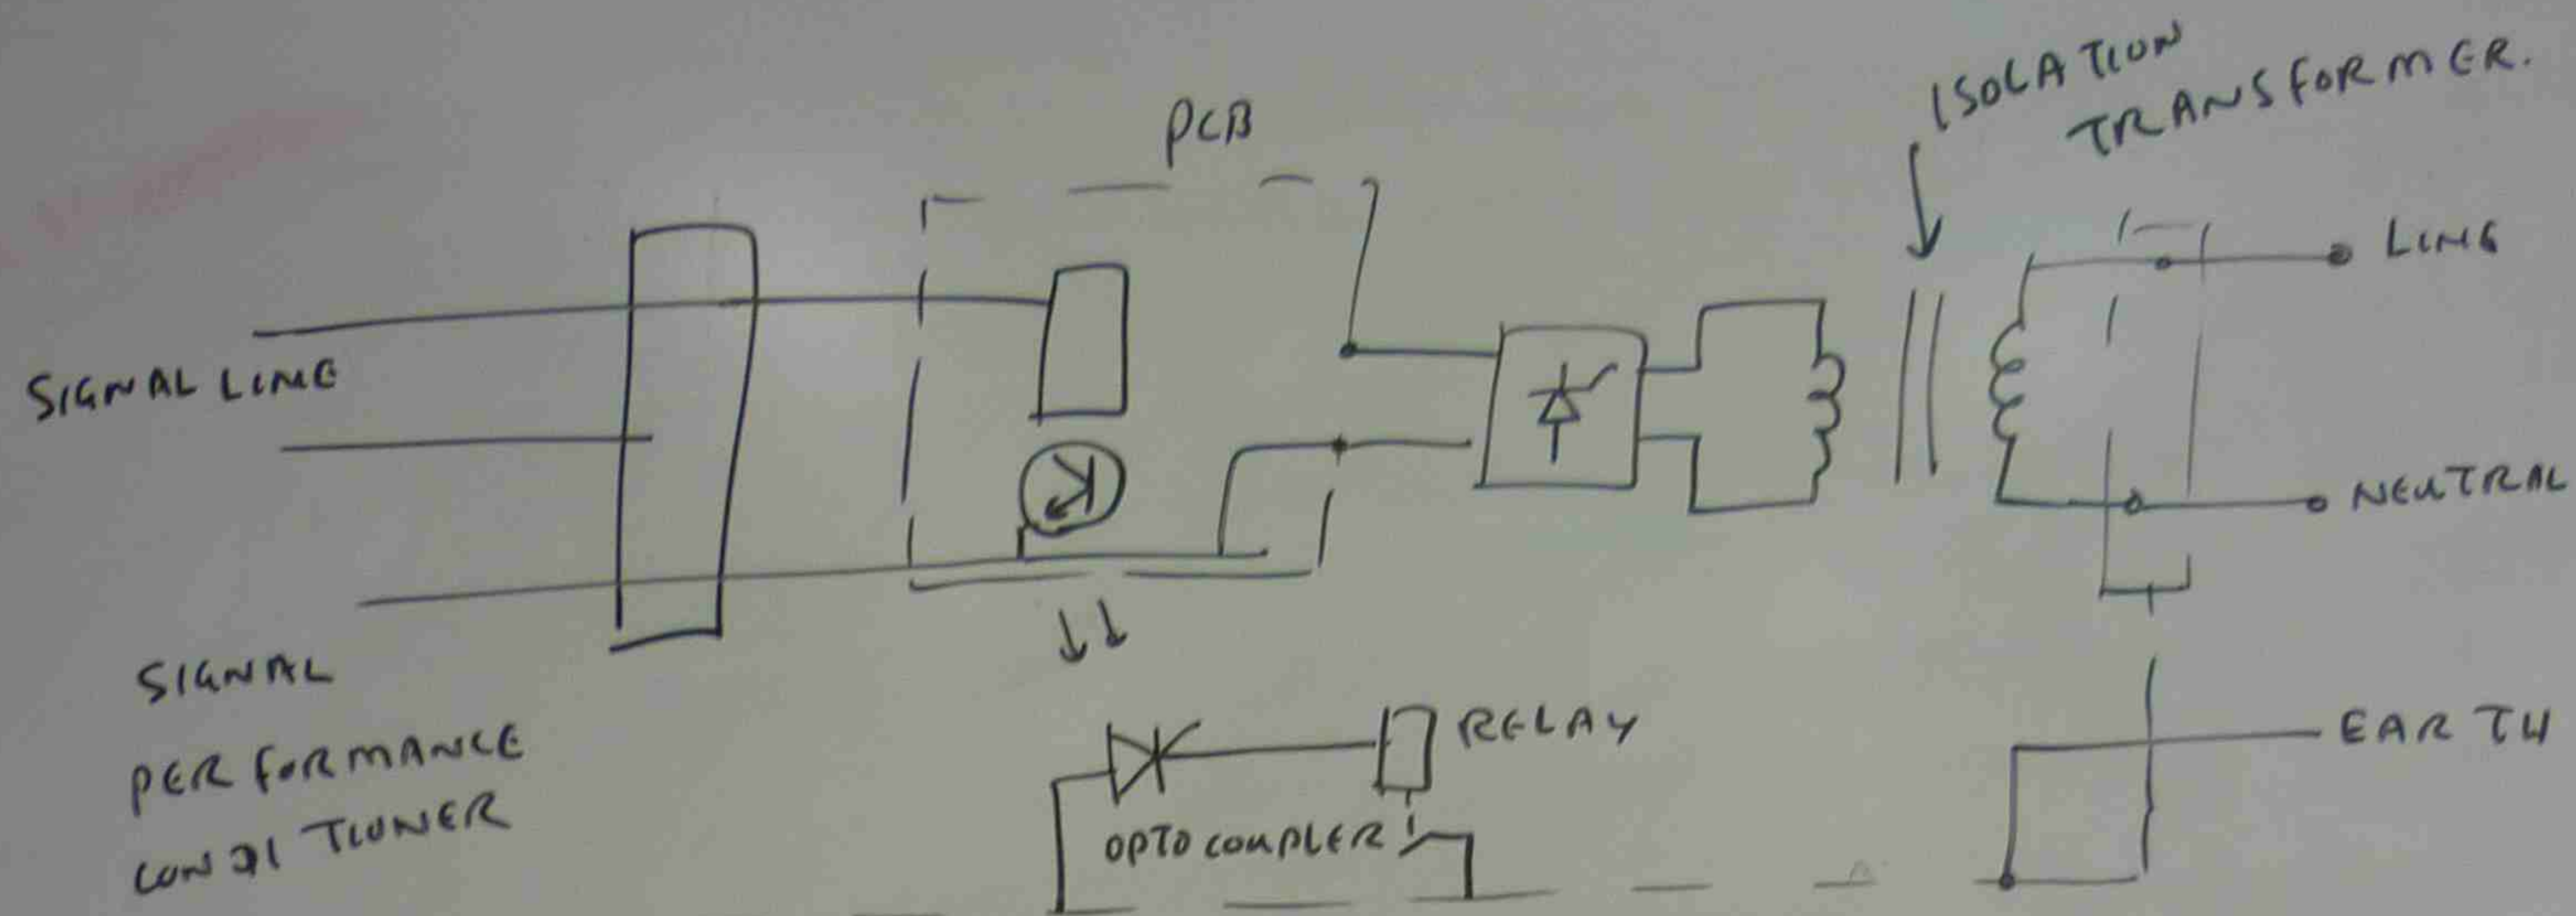 PCB
ISOLATION
TRANSFORMER.
LINE
SIGNAL LINE
NEUTRAL
SIGNAL
PERFORMANCE
CONDITIONER
RELAY
OPTO COUPLER
EARTH